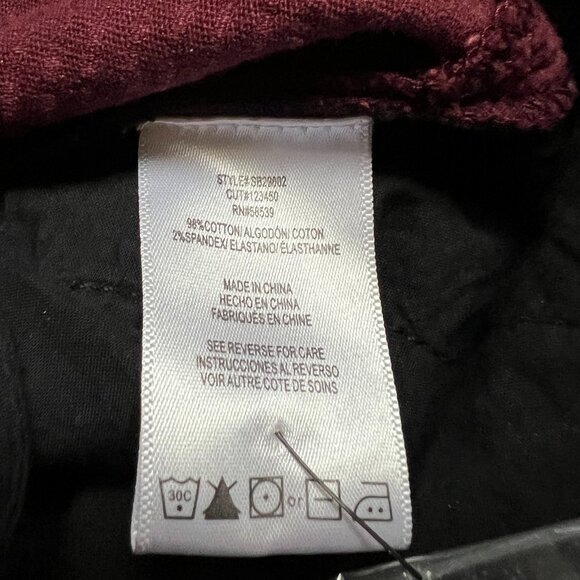 STYLE#SB29602
CUT#123450
RN#58539
98%COTTON/ ALGODÓN/ COTON
2%SPANDEX/ ELASTANO/ ÉLASTHANNE
MADE IN CHINA
HECHO EN CHINA
FABRIQUÉS EN CHINE
SEE REVERSE FOR CARE
INSTRUCCIONES AL REVERSO
VOIR AUTRE COTE DE SOINS
30C or